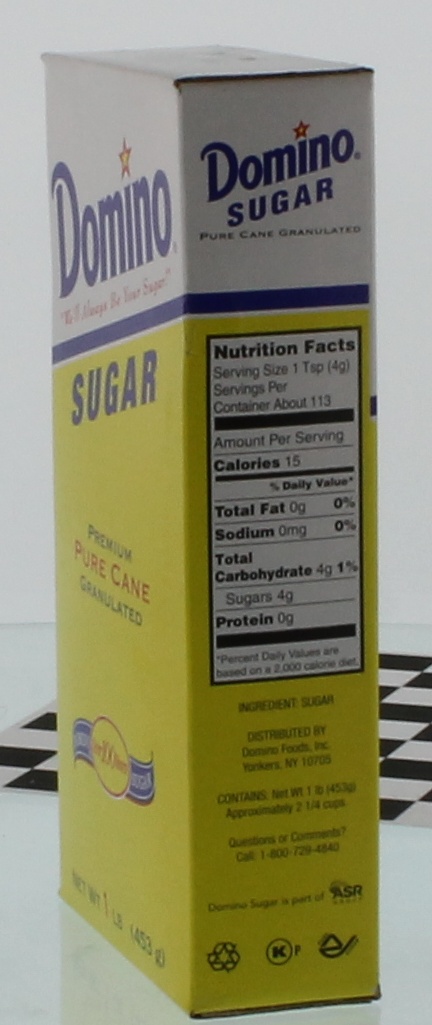 Domino
"We'll Always Be Your Sugar."
SUGAR
PREMIUM
PURE CANE
GRANULATED
100
NET WT 1 LB (453 g)
Domino
SUGAR
PURE CANE GRANULATED
Nutrition Facts
Serving Size 1 Tsp (4g)
Servings Per
Container About 113
Amount Per Serving
Calories 15
% Daily Value*
Total Fat 0g 0%
Sodium 0mg 0%
Total
Carbohydrate 4g 1%
Sugars 4g
Protein 0g
*Percent Daily Values are
based on a 2,000 calorie diet.
INGREDIENT: SUGAR
DISTRIBUTED BY
Domino Foods, Inc.
Yonkers, NY 10705
CONTAINS: Net Wt 1 lb (453g)
Approximately 2 1/4 cups
Questions or Comments?
Call: 1-800-729-4840
Domino Sugar is part of ASR
GROUP
K P